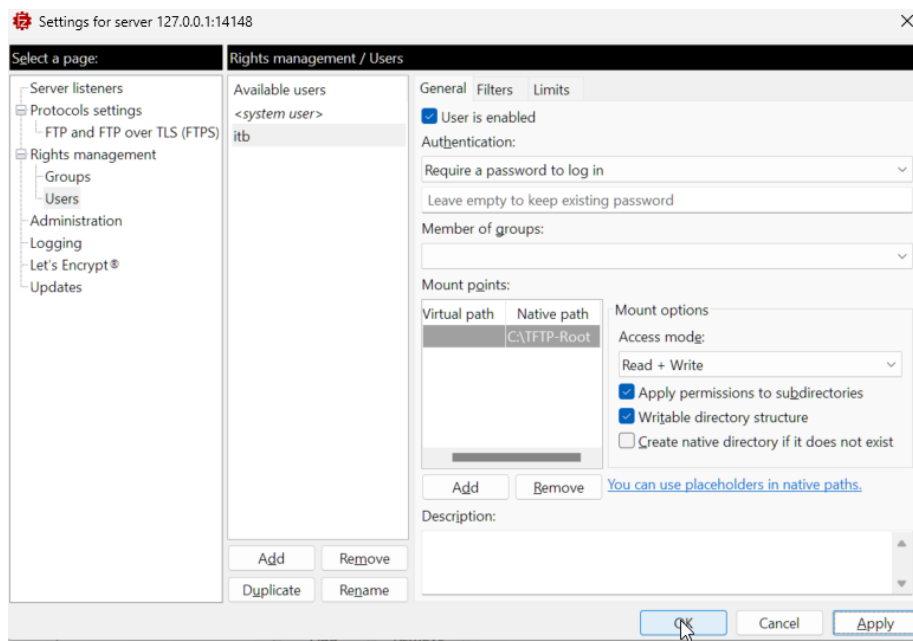 Settings for server 127.0.0.1:14148
Select a page:
Server listeners
Protocols settings
FTP and FTP over TLS (FTPS)
Rights management
Groups
Users
Administration
Logging
Let's Encrypt®
Updates
Rights management / Users
Available users
<system user>
itb
Add Remove
Duplicate Rename
General Filters Limits
User is enabled
Authentication:
Require a password to log in
Leave empty to keep existing password
Member of groups:
Mount points:
Virtual path Native path
C:\TFTP-Root
Mount options
Access mode:
Read + Write
Apply permissions to subdirectories
Writable directory structure
Create native directory if it does not exist
Add Remove
You can use placeholders in native paths.
Description:
OK Cancel Apply